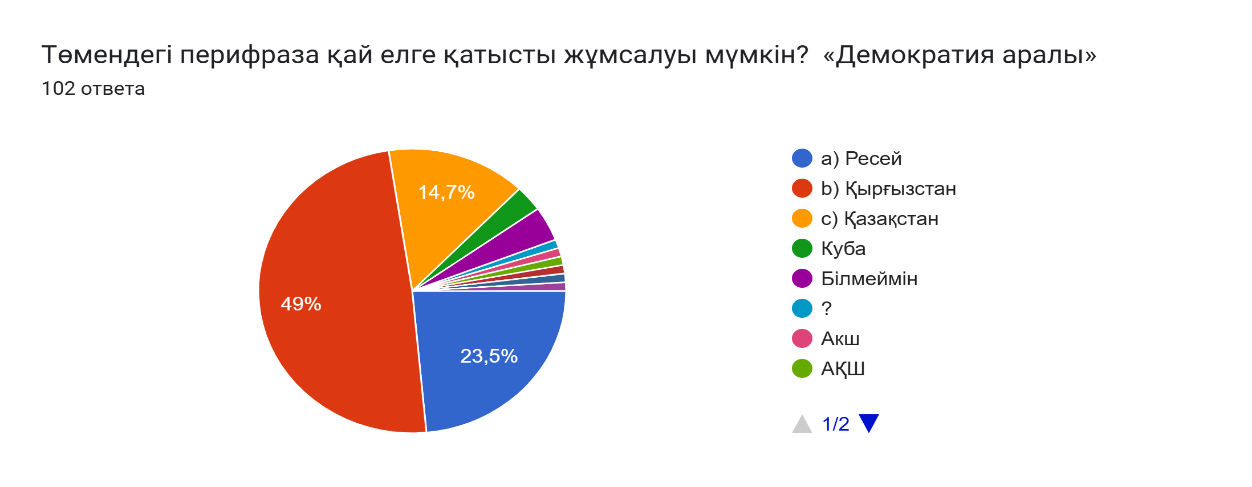 Төмендегі перифраза қай елге қатысты жұмсалуы мүмкін?  «Демократия аралы»
102 ответа
14,7%
49%
23,5%
a) Ресей
b) Қырғызстан
c) Қазақстан
Куба
Білмеймін
?
Акш
АҚШ
1/2